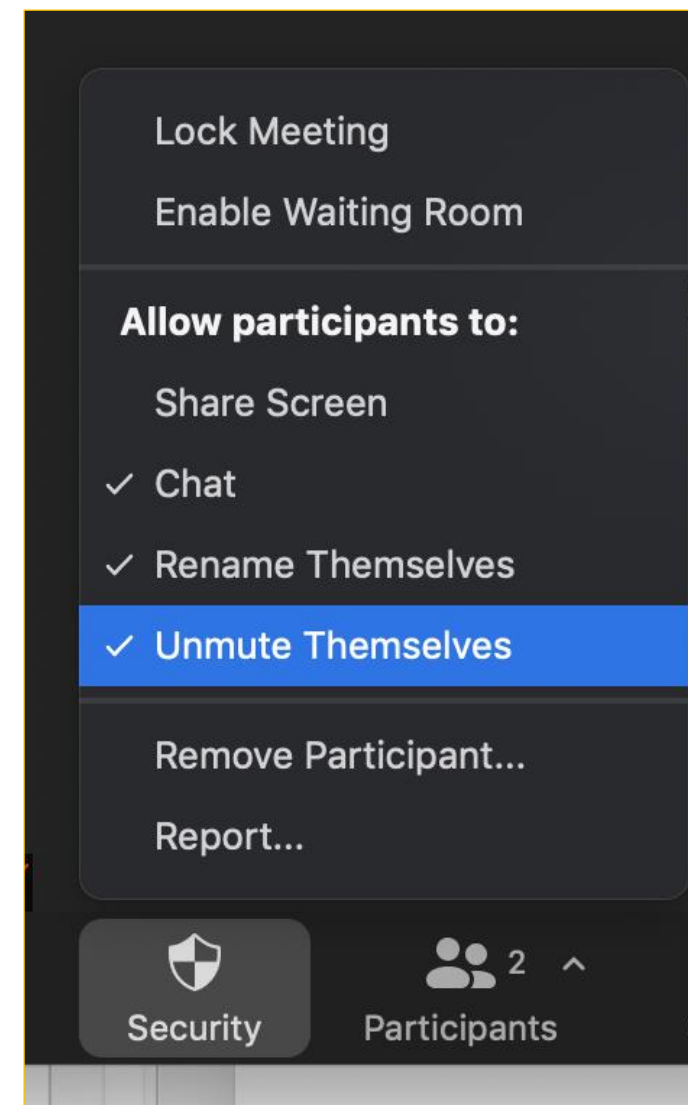 Lock Meeting
Enable Waiting Room
Allow participants to:
Share Screen
Chat
Rename Themselves
Unmute Themselves
Remove Participant...
Report...
2
Security
Participants